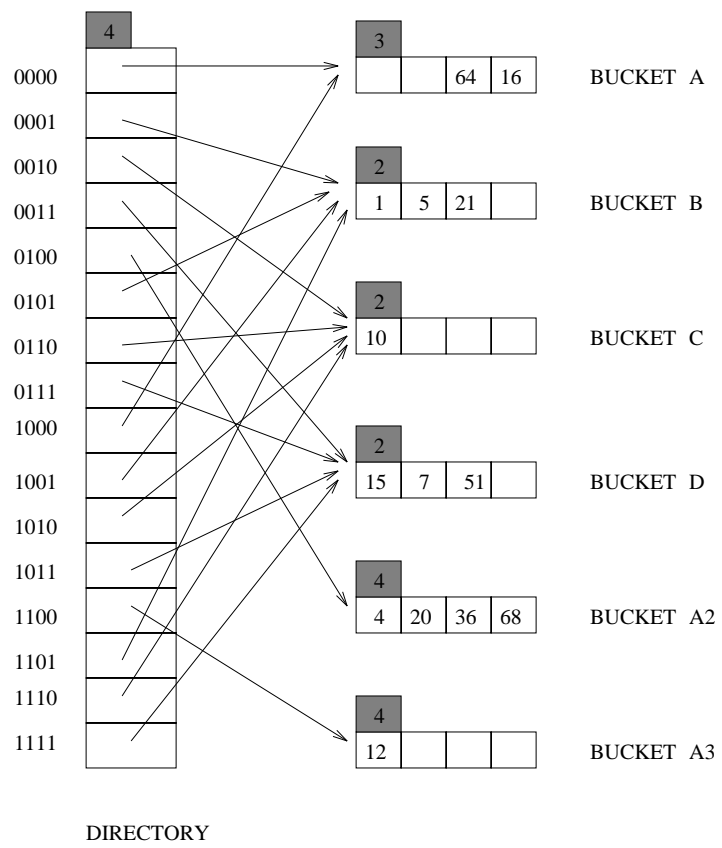 4
3
0000
64 16
BUCKET A
0001
2
0010
0011
1 5 21
BUCKET B
0100
2
0101
0110
10
BUCKET C
0111
1000
2
1001
15 7 51
BUCKET D
1010
1011
4
1100
4 20 36 68
BUCKET A2
1101
1110
4
1111
12
BUCKET A3
DIRECTORY